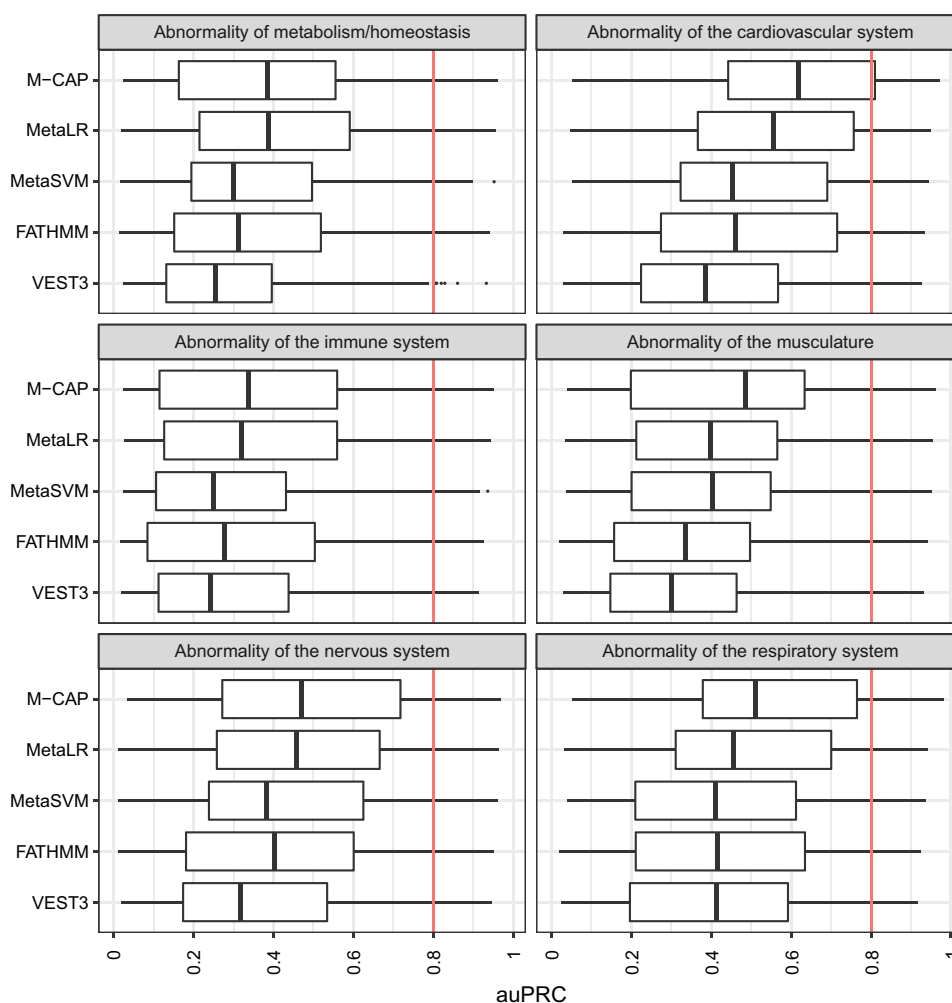 Abnormality of metabolism/homeostasis
Abnormality of the cardiovascular system
M−CAP
MetaLR
MetaSVM
FATHMM
VEST3
Abnormality of the immune system
Abnormality of the musculature
M−CAP
MetaLR
MetaSVM
FATHMM
VEST3
Abnormality of the nervous system
Abnormality of the respiratory system
M−CAP
MetaLR
MetaSVM
FATHMM
VEST3
0 0.2 0.4 0.6 0.8 1 0 0.2 0.4 0.6 0.8 1
auPRC